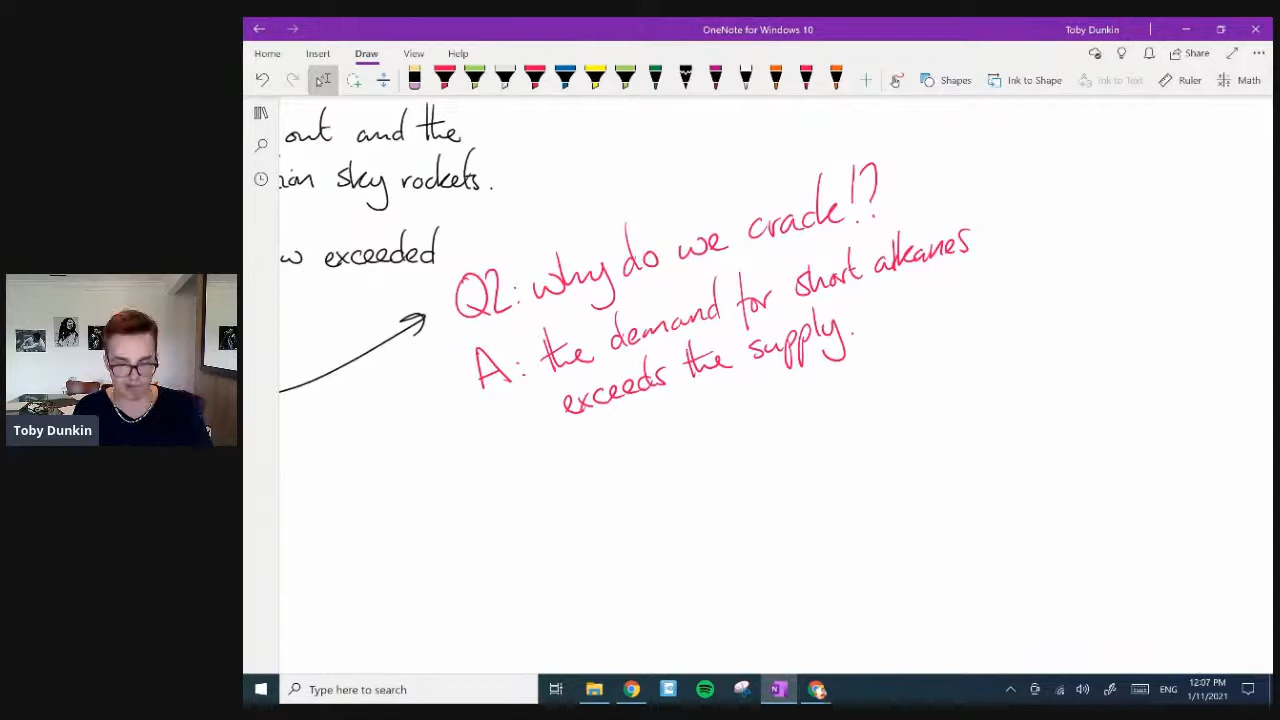 OneNote for Windows 10
Toby Dunkin
Home Insert Draw View Help
Share
Shapes Ink to Shape Ink to Text Ruler Math
out and the
ion sky rockets.
w exceeded
Q2: why do we crack!?
A: the demand for short alkanes
exceeds the supply.
Toby Dunkin
Type here to search
ENG
12:07 PM
1/11/2021